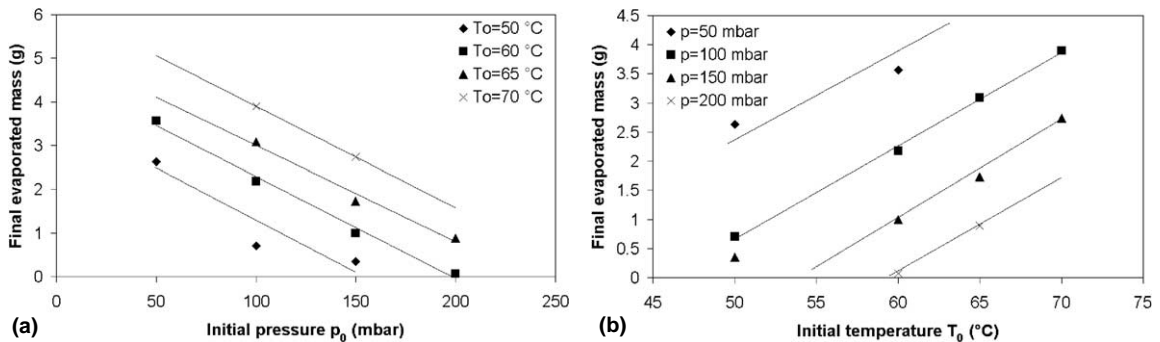 Final evaporated mass (g)
6
5
4
3
2
1
0
0
50
100
150
200
250
Initial pressure p0 (mbar)
To=50 °C
To=60 °C
To=65 °C
To=70 °C
(a)
Final evaporated mass (g)
4.5
4
3.5
3
2.5
2
1.5
1
0.5
0
45
50
55
60
65
70
75
Initial temperature T0 (°C)
p=50 mbar
p=100 mbar
p=150 mbar
p=200 mbar
(b)